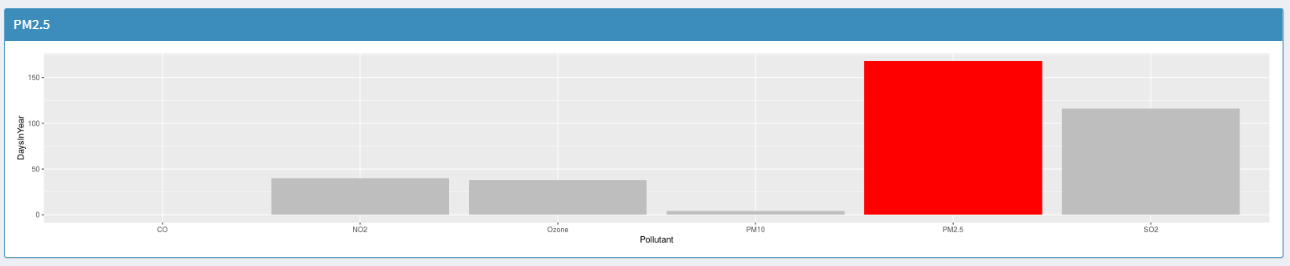 PM2.5
150
100
50
0
DaysInYear
CO NO2 Ozone PM10 PM2.5 SO2
Pollutant